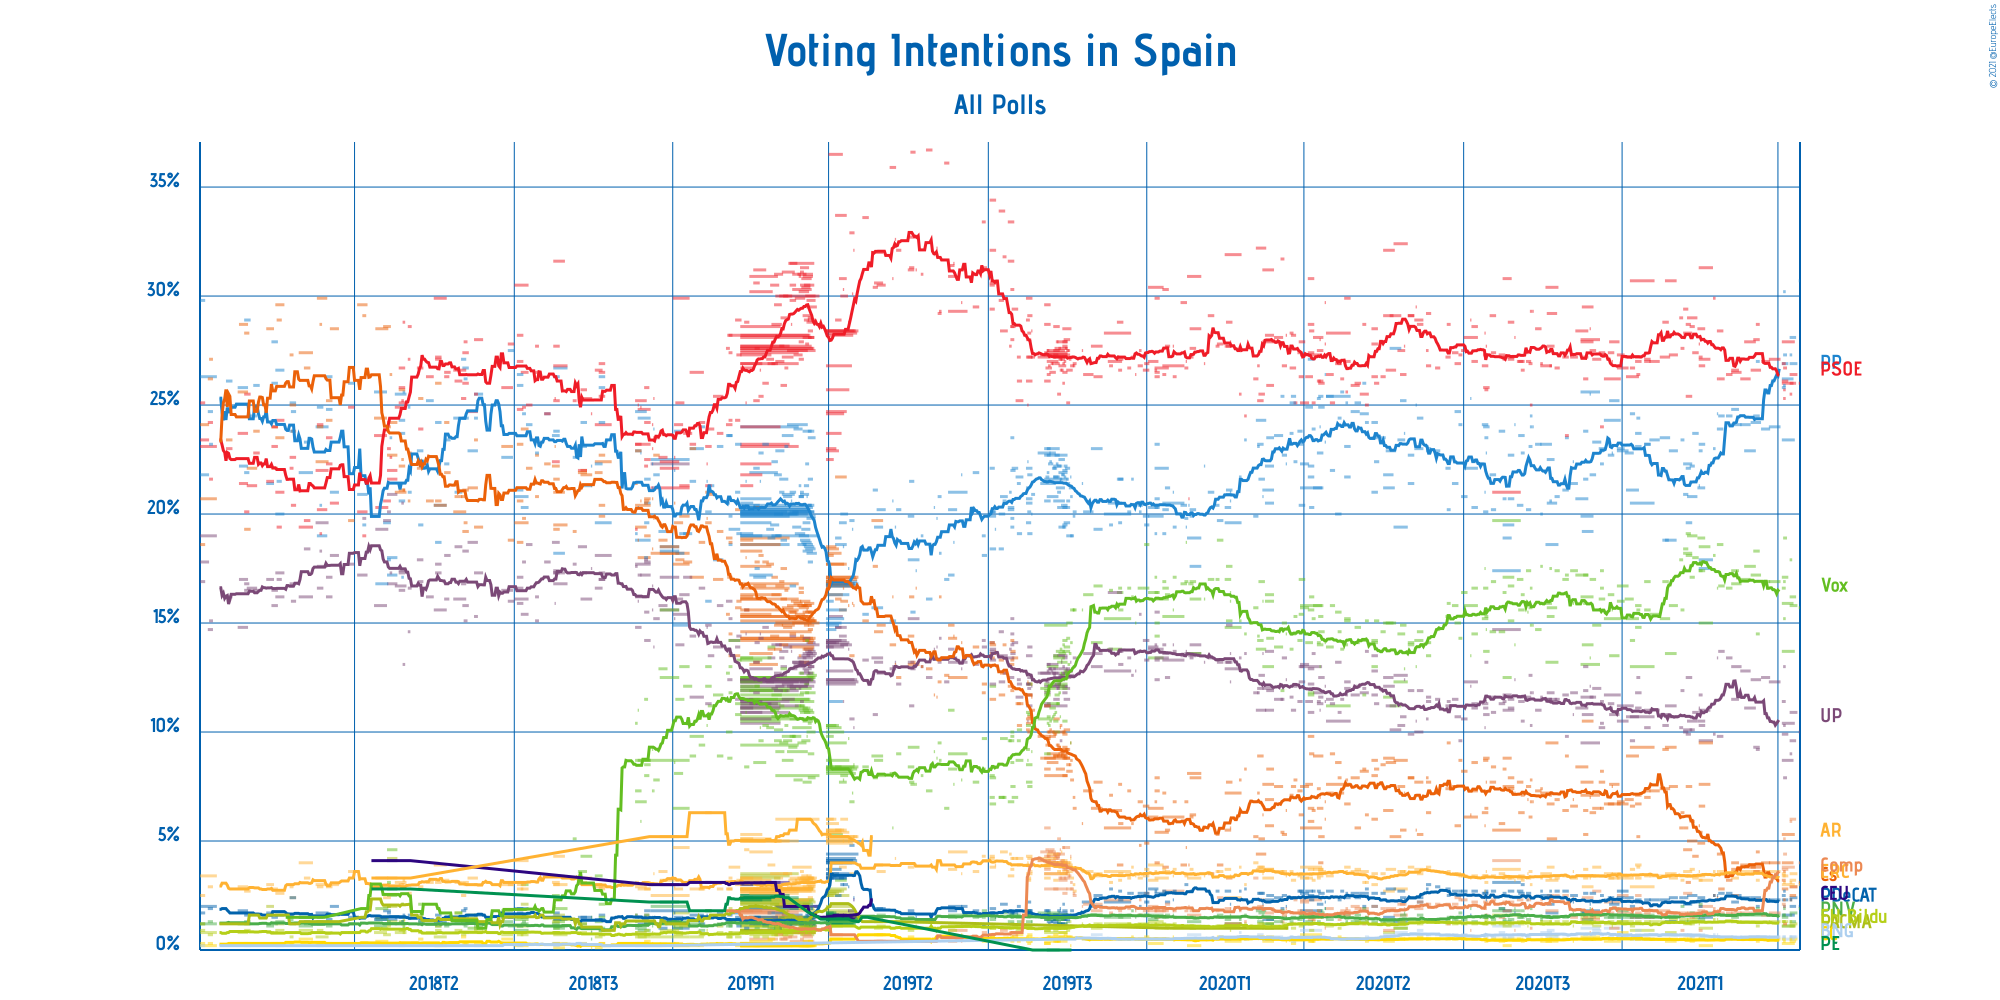 © 2021 @EuropeElects
Voting Intentions in Spain
All Polls
35%
30%
25%
20%
15%
10%
5%
0%
PP
PSOE
Vox
UP
AR
Comp
PE
2018T2
2018T3
2019T1
2019T2
2019T3
2020T1
2020T2
2020T3
2021T1